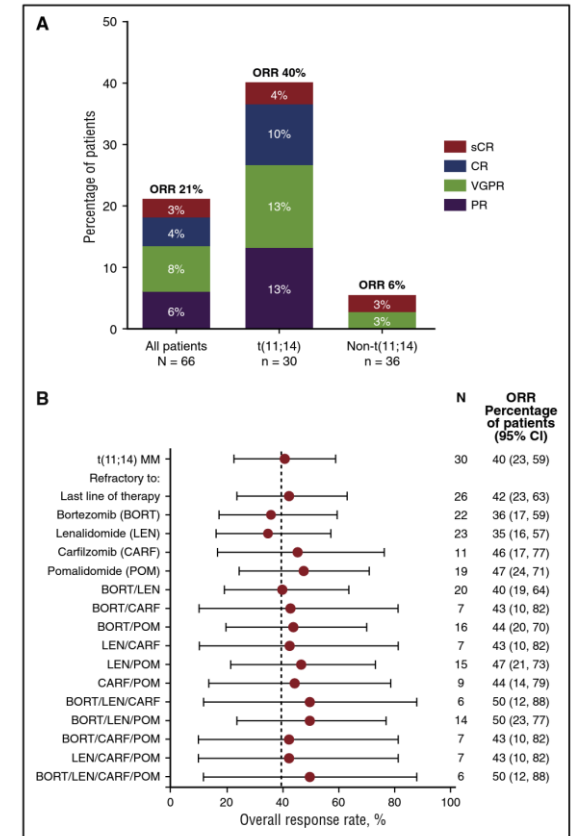 A
50
40
30
20
10
0
Percentage of patients
ORR 21%
3%
4%
8%
6%
ORR 40%
4%
10%
13%
13%
ORR 6%
3%
3%
All patients
N = 66
t(11;14)
n = 30
Non-t(11;14)
n = 36
sCR
CR
VGPR
PR
B
N
ORR
Percentage
of patients
(95% CI)
t(11;14) MM 30 40 (23, 59)
Refractory to:
Last line of therapy 26 42 (23, 63)
Bortezomib (BORT) 22 36 (17, 59)
Lenalidomide (LEN) 23 35 (16, 57)
Carfilzomib (CARF) 11 46 (17, 77)
Pomalidomide (POM) 19 47 (24, 71)
BORT/LEN 20 40 (19, 64)
BORT/CARF 7 43 (10, 82)
BORT/POM 16 44 (20, 70)
LEN/CARF 7 43 (10, 82)
LEN/POM 15 47 (21, 73)
CARF/POM 9 44 (14, 79)
BORT/LEN/CARF 6 50 (12, 88)
BORT/LEN/POM 14 50 (23, 77)
BORT/CARF/POM 7 43 (10, 82)
LEN/CARF/POM 7 43 (10, 82)
BORT/LEN/CARF/POM 6 50 (12, 88)
0 20 40 60 80 100
Overall response rate, %